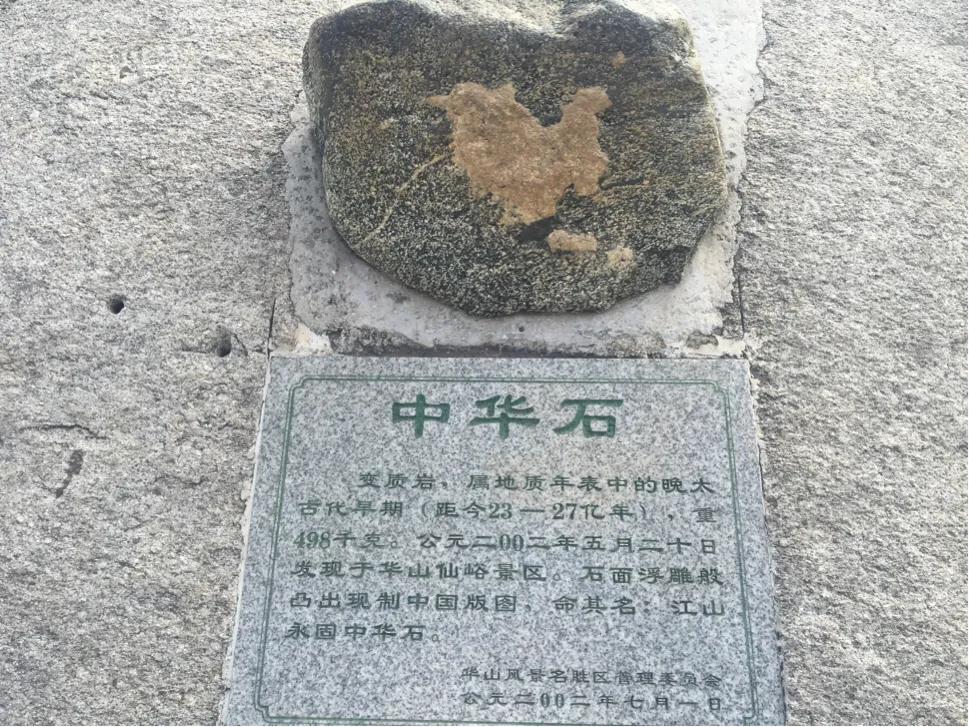 中华石
变质岩，属地质年表中的晚太
古代早期（距今23—27亿年），重
498千克。公元二00二年五月二十日
发现于华山仙峪景区。石面浮雕般
凸出现制中国版图，命其名：江山
永固中华石。
华山风景名胜区管理委员会
公元二00二年七月一日